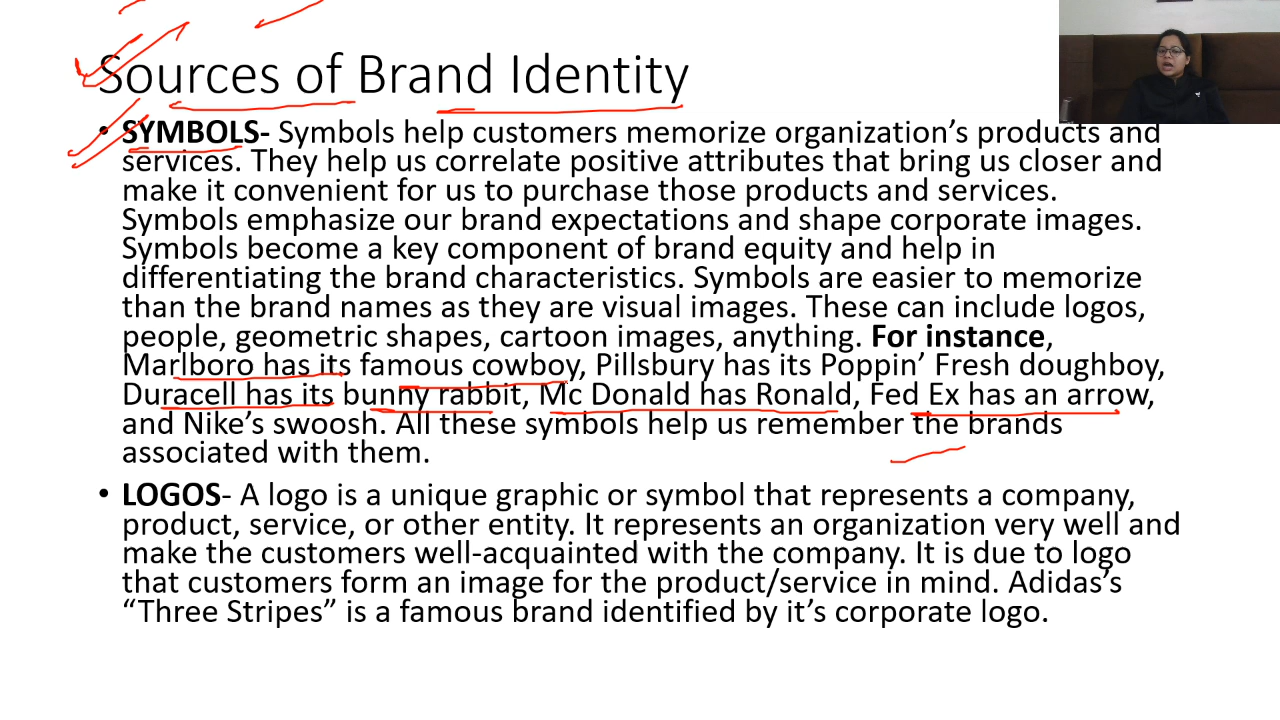 Sources of Brand Identity
• SYMBOLS- Symbols help customers memorize organization’s products and
services. They help us correlate positive attributes that bring us closer and
make it convenient for us to purchase those products and services.
Symbols emphasize our brand expectations and shape corporate images.
Symbols become a key component of brand equity and help in
differentiating the brand characteristics. Symbols are easier to memorize
than the brand names as they are visual images. These can include logos,
people, geometric shapes, cartoon images, anything. For instance,
Marlboro has its famous cowboy, Pillsbury has its Poppin’ Fresh doughboy,
Duracell has its bunny rabbit, Mc Donald has Ronald, Fed Ex has an arrow,
and Nike’s swoosh. All these symbols help us remember the brands
associated with them.
• LOGOS- A logo is a unique graphic or symbol that represents a company,
product, service, or other entity. It represents an organization very well and
make the customers well-acquainted with the company. It is due to logo
that customers form an image for the product/service in mind. Adidas’s
“Three Stripes” is a famous brand identified by it’s corporate logo.